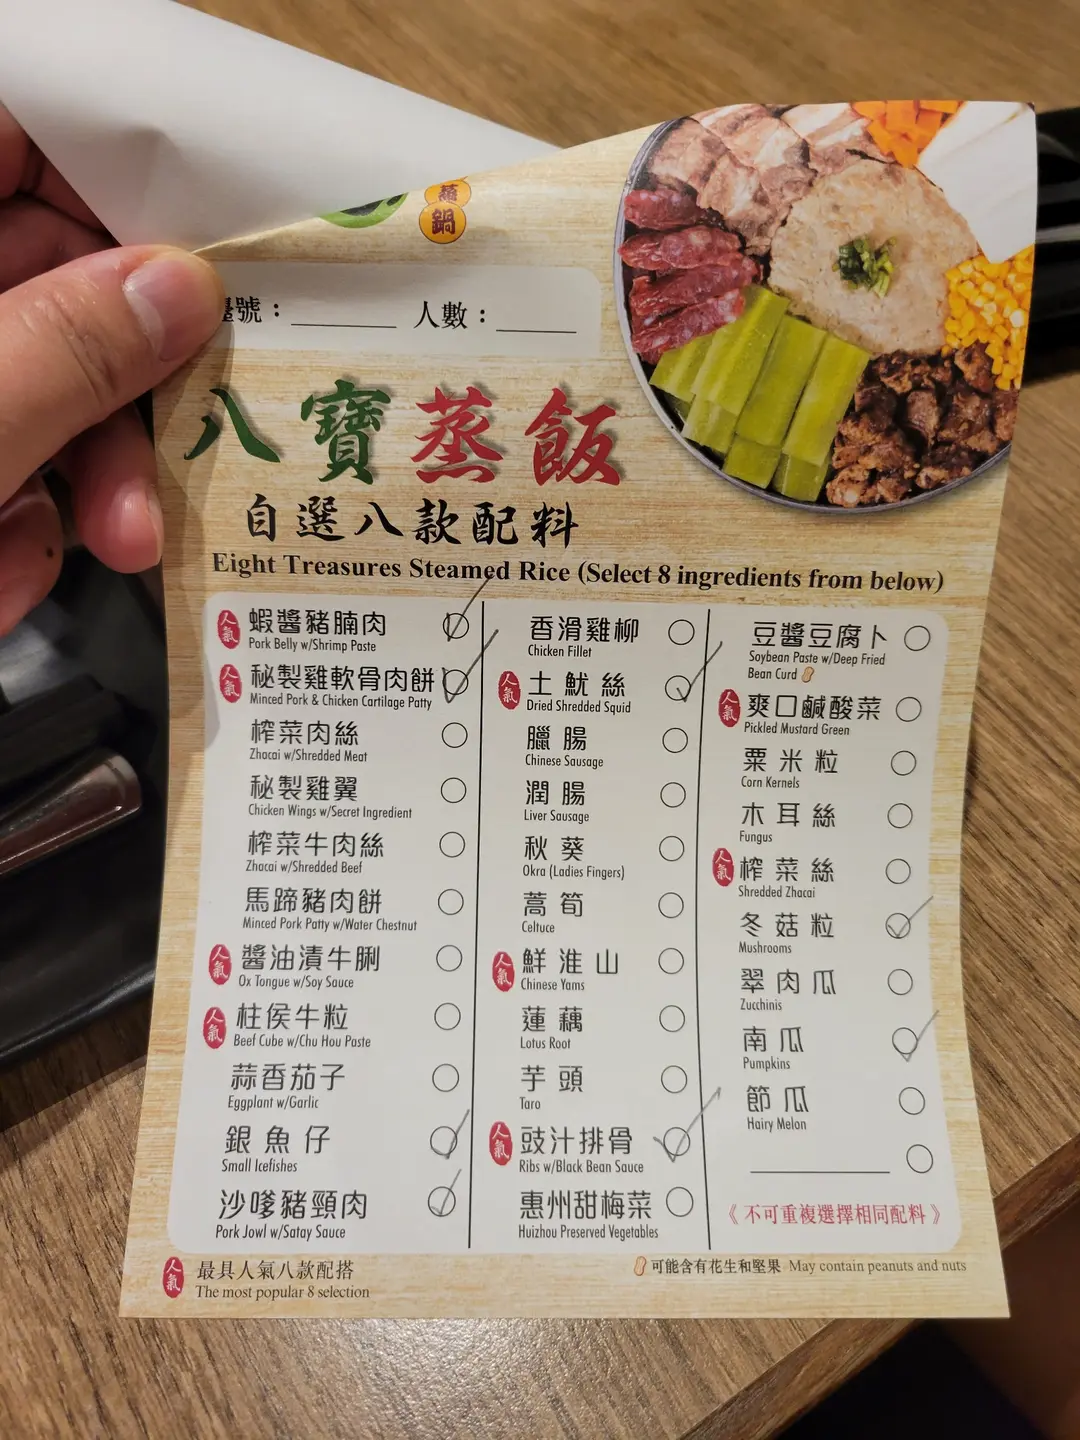 蒸
鍋
號：________ 人數：______
八寶蒸飯
自選八款配料
Eight Treasures Steamed Rice (Select 8 ingredients from below)
人氣 蝦醬豬腩肉
Pork Belly w/Shrimp Paste
人氣 秘製雞軟骨肉餅
Minced Pork & Chicken Cartilage Patty
榨菜肉絲
Zhacai w/Shredded Meat
秘製雞翼
Chicken Wings w/Secret Ingredient
榨菜牛肉絲
Zhacai w/Shredded Beef
馬蹄豬肉餅
Minced Pork Patty w/Water Chestnut
人氣 醬油漬牛脷
Ox Tongue w/Soy Sauce
人氣 柱侯牛粒
Beef Cube w/Chu Hou Paste
蒜香茄子
Eggplant w/Garlic
銀魚仔
Small Icefishes
沙嗲豬頸肉
Pork Jowl w/Satay Sauce
香滑雞柳
Chicken Fillet
人氣 土魷絲
Dried Shredded Squid
臘腸
Chinese Sausage
潤腸
Liver Sausage
秋葵
Okra (Ladies Fingers)
萵筍
Celtuce
人氣 鮮淮山
Chinese Yams
蓮藕
Lotus Root
芋頭
Taro
人氣 豉汁排骨
Ribs w/Black Bean Sauce
惠州甜梅菜
Huizhou Preserved Vegetables
豆醬豆腐卜
Soybean Paste w/Deep Fried
Bean Curd
人氣 爽口鹹酸菜
Pickled Mustard Green
粟米粒
Corn Kernels
木耳絲
Fungus
人氣 榨菜絲
Shredded Zhacai
冬菇粒
Mushrooms
翠肉瓜
Zucchinis
南瓜
Pumpkins
節瓜
Hairy Melon
《不可重複選擇相同配料》
人氣 最具人氣八款配搭
The most popular 8 selection
可能含有花生和堅果 May contain peanuts and nuts